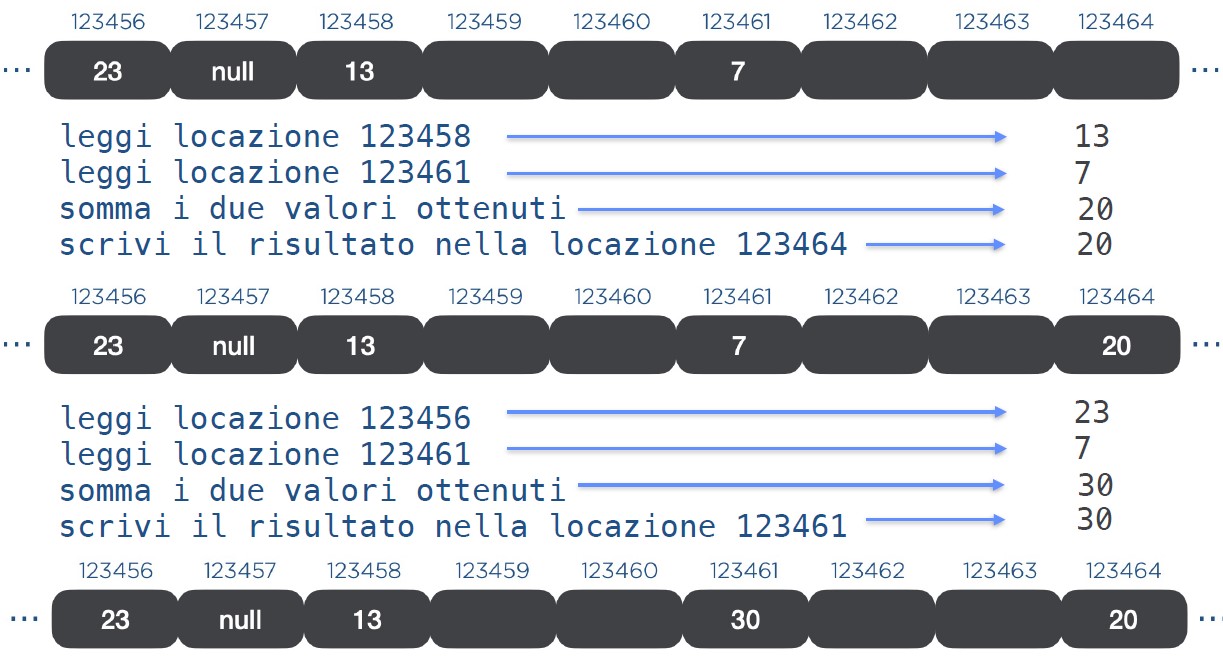 123456 123457 123458 123459 123460 123461 123462 123463 123464
... 23 null 13 7 ...
leggi locazione 123458 13
leggi locazione 123461 7
somma i due valori ottenuti 20
scrivi il risultato nella locazione 123464 20
123456 123457 123458 123459 123460 123461 123462 123463 123464
... 23 null 13 7 20 ...
leggi locazione 123456 23
leggi locazione 123461 7
somma i due valori ottenuti 30
scrivi il risultato nella locazione 123461 30
123456 123457 123458 123459 123460 123461 123462 123463 123464
... 23 null 13 30 20 ...